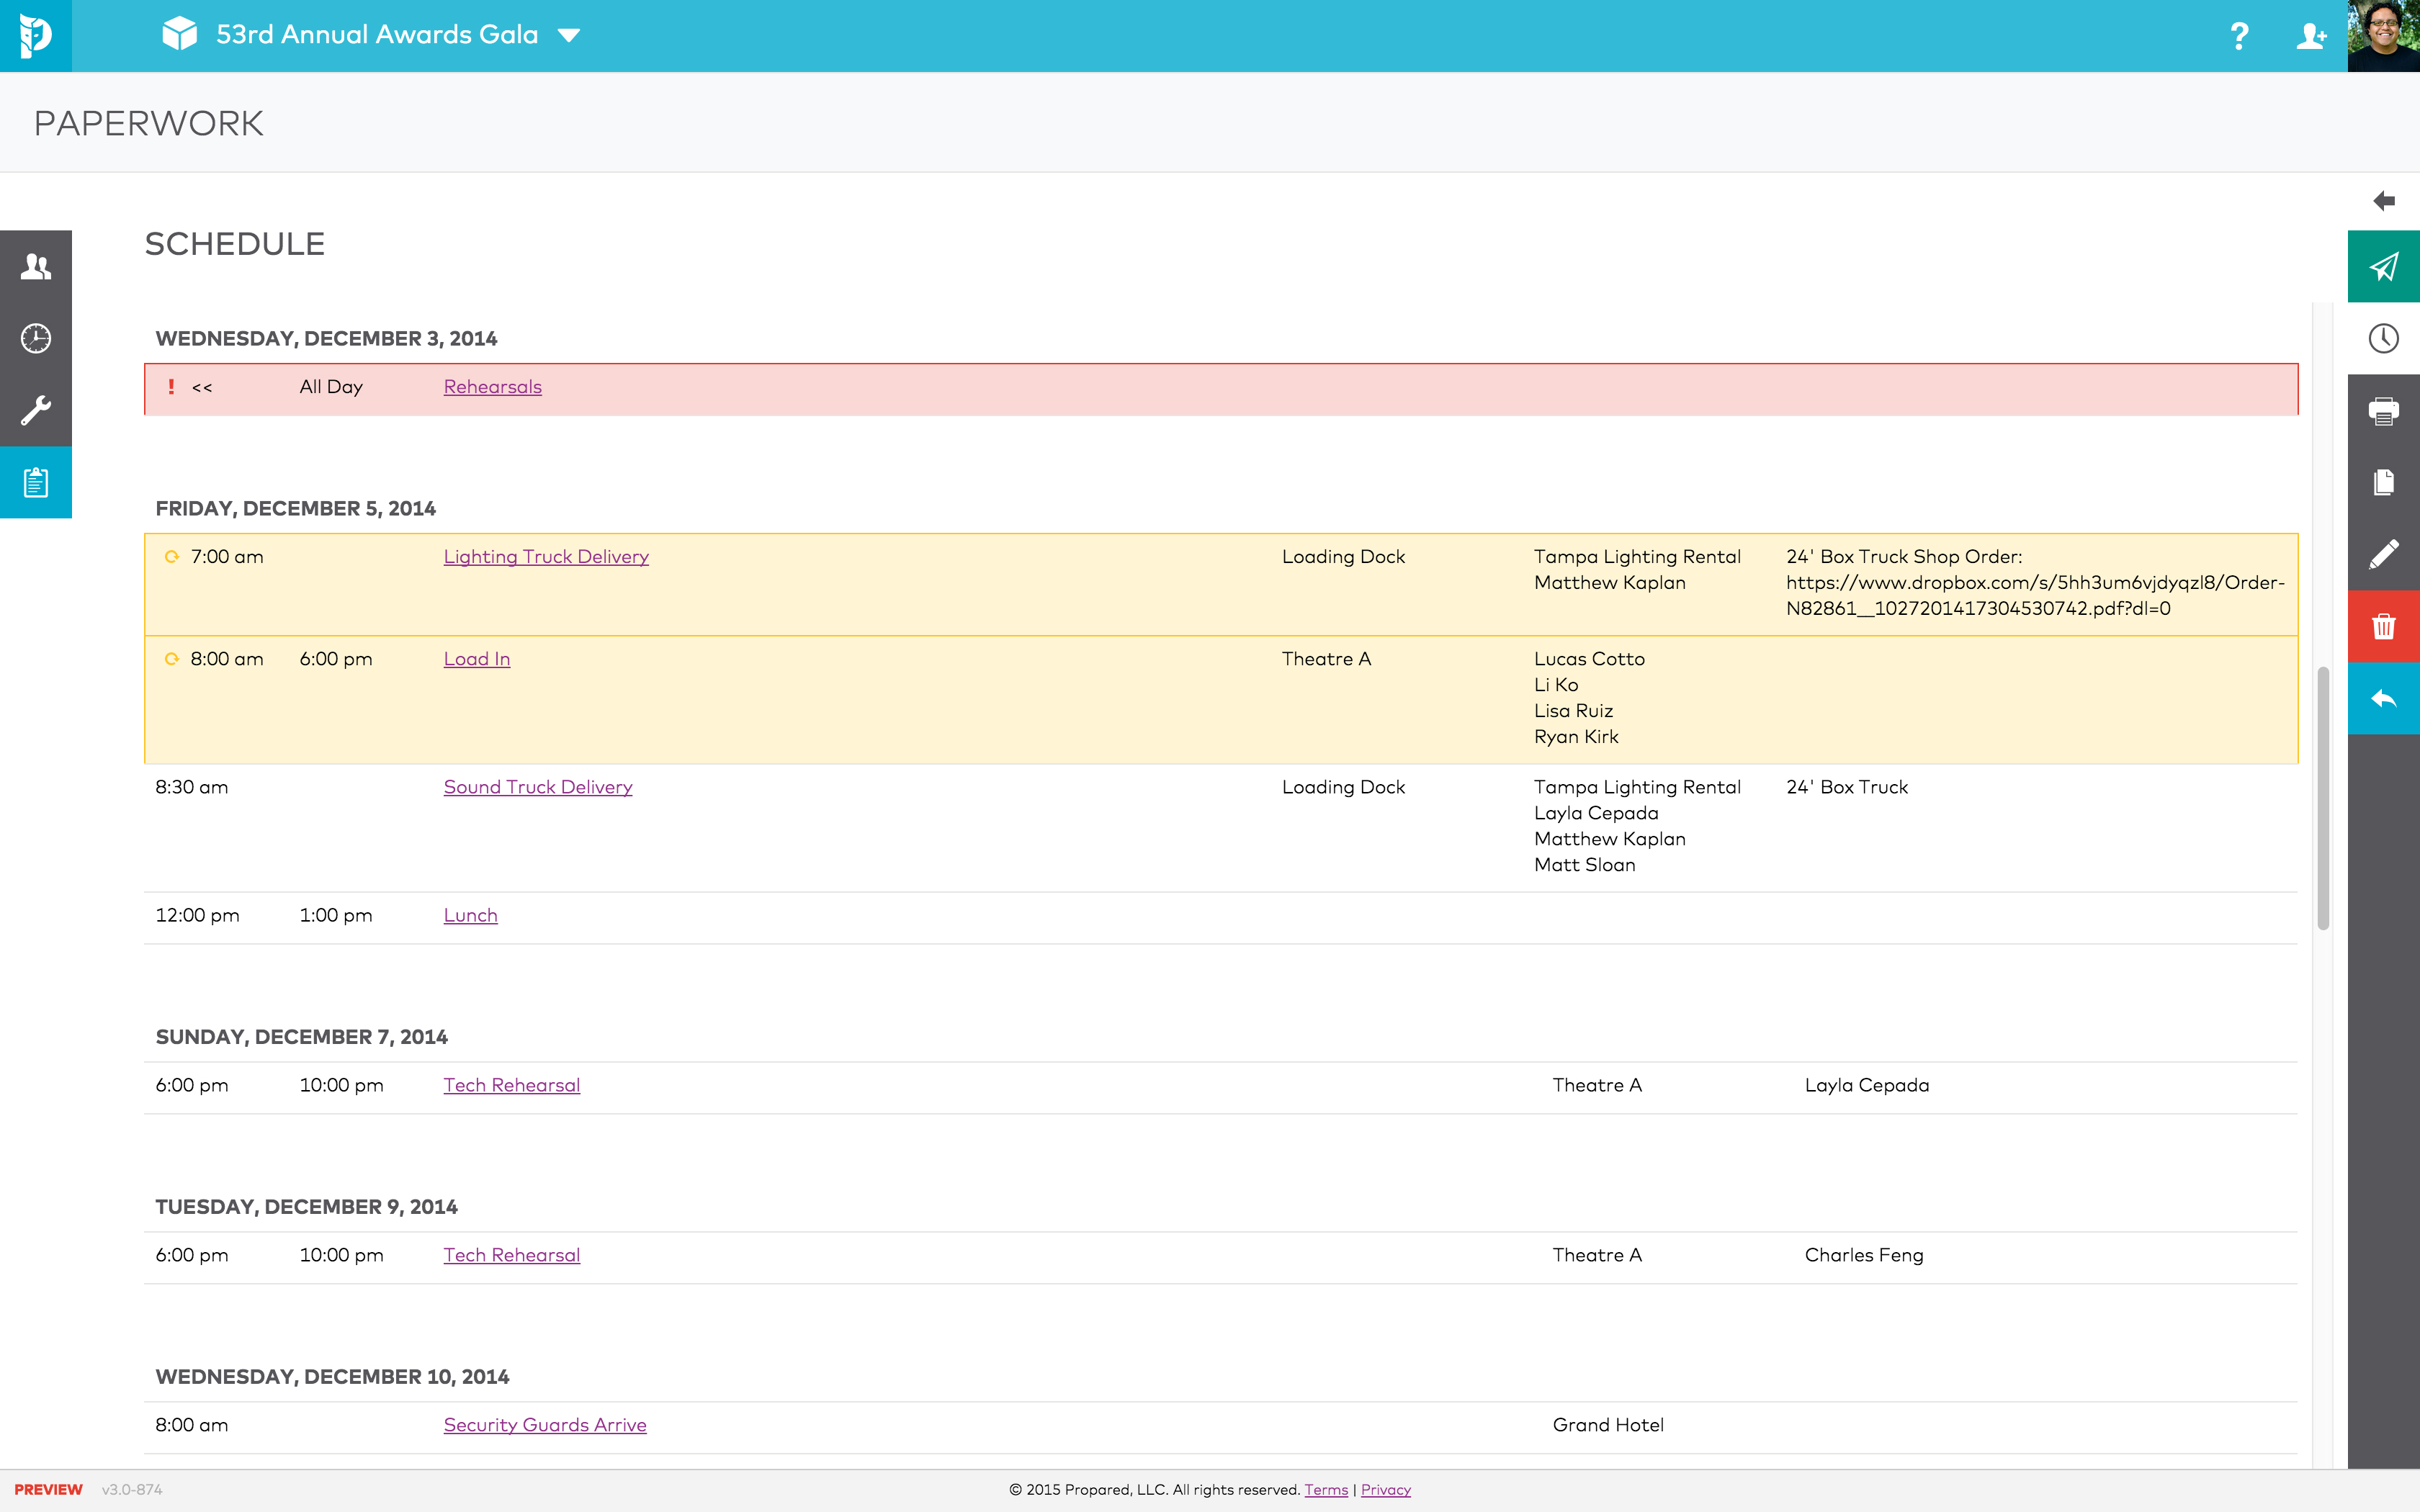 53rd Annual Awards Gala
?
PAPERWORK
SCHEDULE
WEDNESDAY, DECEMBER 3, 2014
! << All Day Rehearsals
FRIDAY, DECEMBER 5, 2014
7:00 am Lighting Truck Delivery Loading Dock Tampa Lighting Rental 24' Box Truck Shop Order:
Matthew Kaplan https://www.dropbox.com/s/5hh3um6vjdyqzl8/Order-
N82861__1027201417304530742.pdf?dl=0
8:00 am 6:00 pm Load In Theatre A Lucas Cotto
Li Ko
Lisa Ruiz
Ryan Kirk
8:30 am Sound Truck Delivery Loading Dock Tampa Lighting Rental 24' Box Truck
Layla Cepada
Matthew Kaplan
Matt Sloan
12:00 pm 1:00 pm Lunch
SUNDAY, DECEMBER 7, 2014
6:00 pm 10:00 pm Tech Rehearsal Theatre A Layla Cepada
TUESDAY, DECEMBER 9, 2014
6:00 pm 10:00 pm Tech Rehearsal Theatre A Charles Feng
WEDNESDAY, DECEMBER 10, 2014
8:00 am Security Guards Arrive Grand Hotel
PREVIEW v3.0-874 © 2015 Propared, LLC. All rights reserved. Terms | Privacy